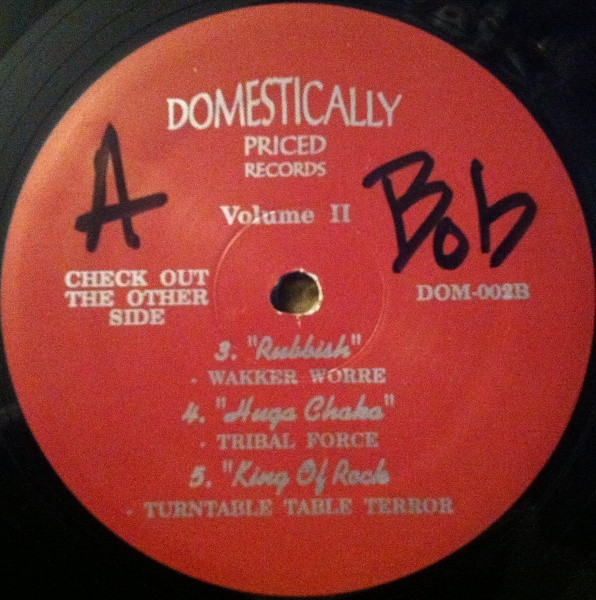 DOMESTICALLY
PRICED
RECORDS
Volume II
A
Bob
CHECK OUT
THE OTHER
SIDE
DOM-002B
3. "Rubbish"
- WAKKER WORRE
4. "Huga Chaka"
- TRIBAL FORCE
5. "King Of Rock
- TURNTABLE TABLE TERROR